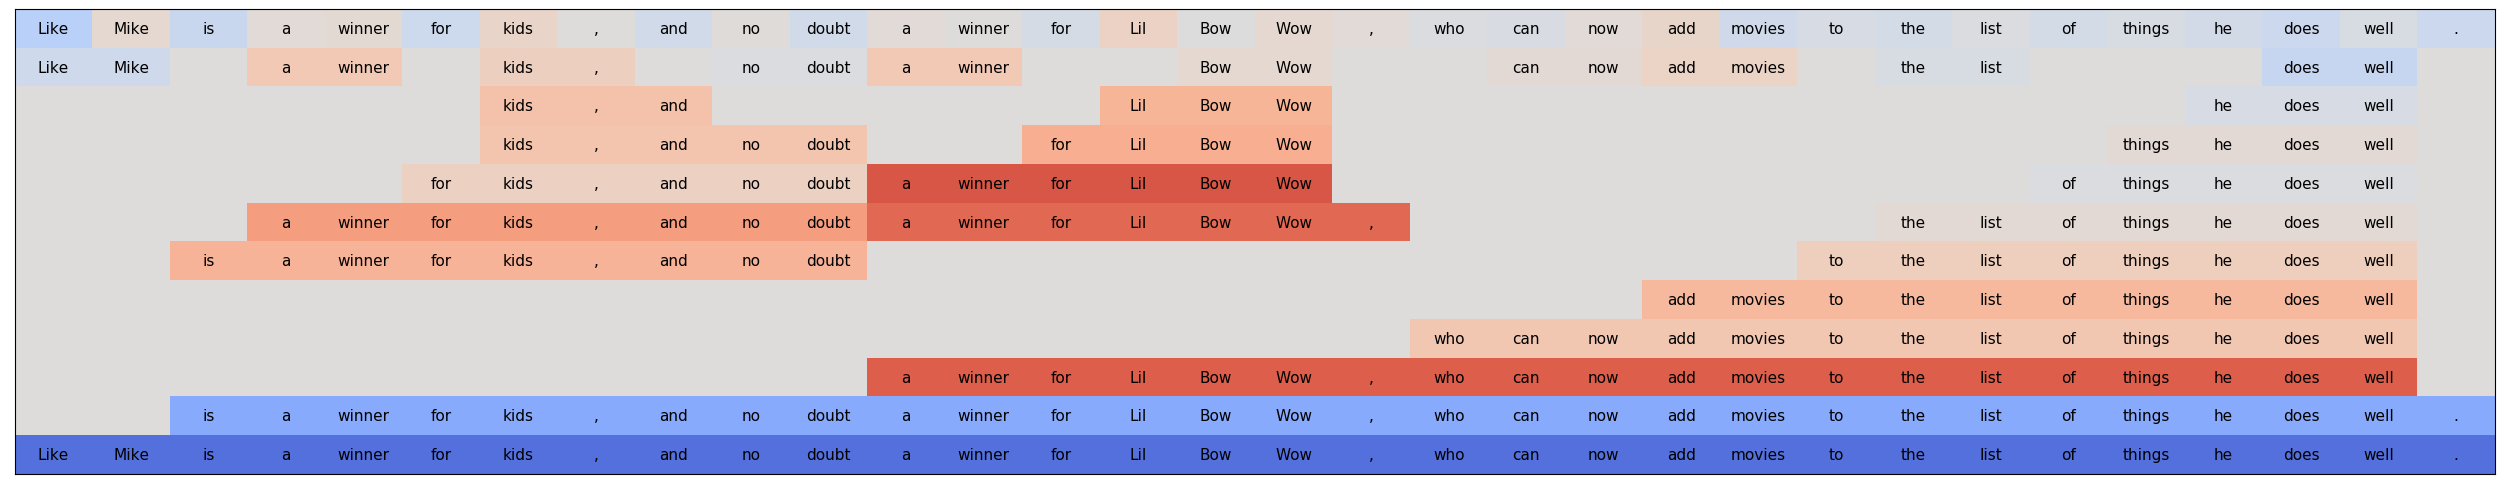 Like Mike is a winner for kids , and no doubt a winner for Lil Bow Wow , who can now add movies to the list of things he does well .
Like Mike a winner kids , no doubt a winner Bow Wow can now add movies the list does well
kids , and Lil Bow Wow he does well
kids , and no doubt for Lil Bow Wow things he does well
for kids , and no doubt a winner for Lil Bow Wow of things he does well
a winner for kids , and no doubt a winner for Lil Bow Wow , the list of things he does well
is a winner for kids , and no doubt to the list of things he does well
add movies to the list of things he does well
who can now add movies to the list of things he does well
a winner for Lil Bow Wow , who can now add movies to the list of things he does well
is a winner for kids , and no doubt a winner for Lil Bow Wow , who can now add movies to the list of things he does well .
Like Mike is a winner for kids , and no doubt a winner for Lil Bow Wow , who can now add movies to the list of things he does well .